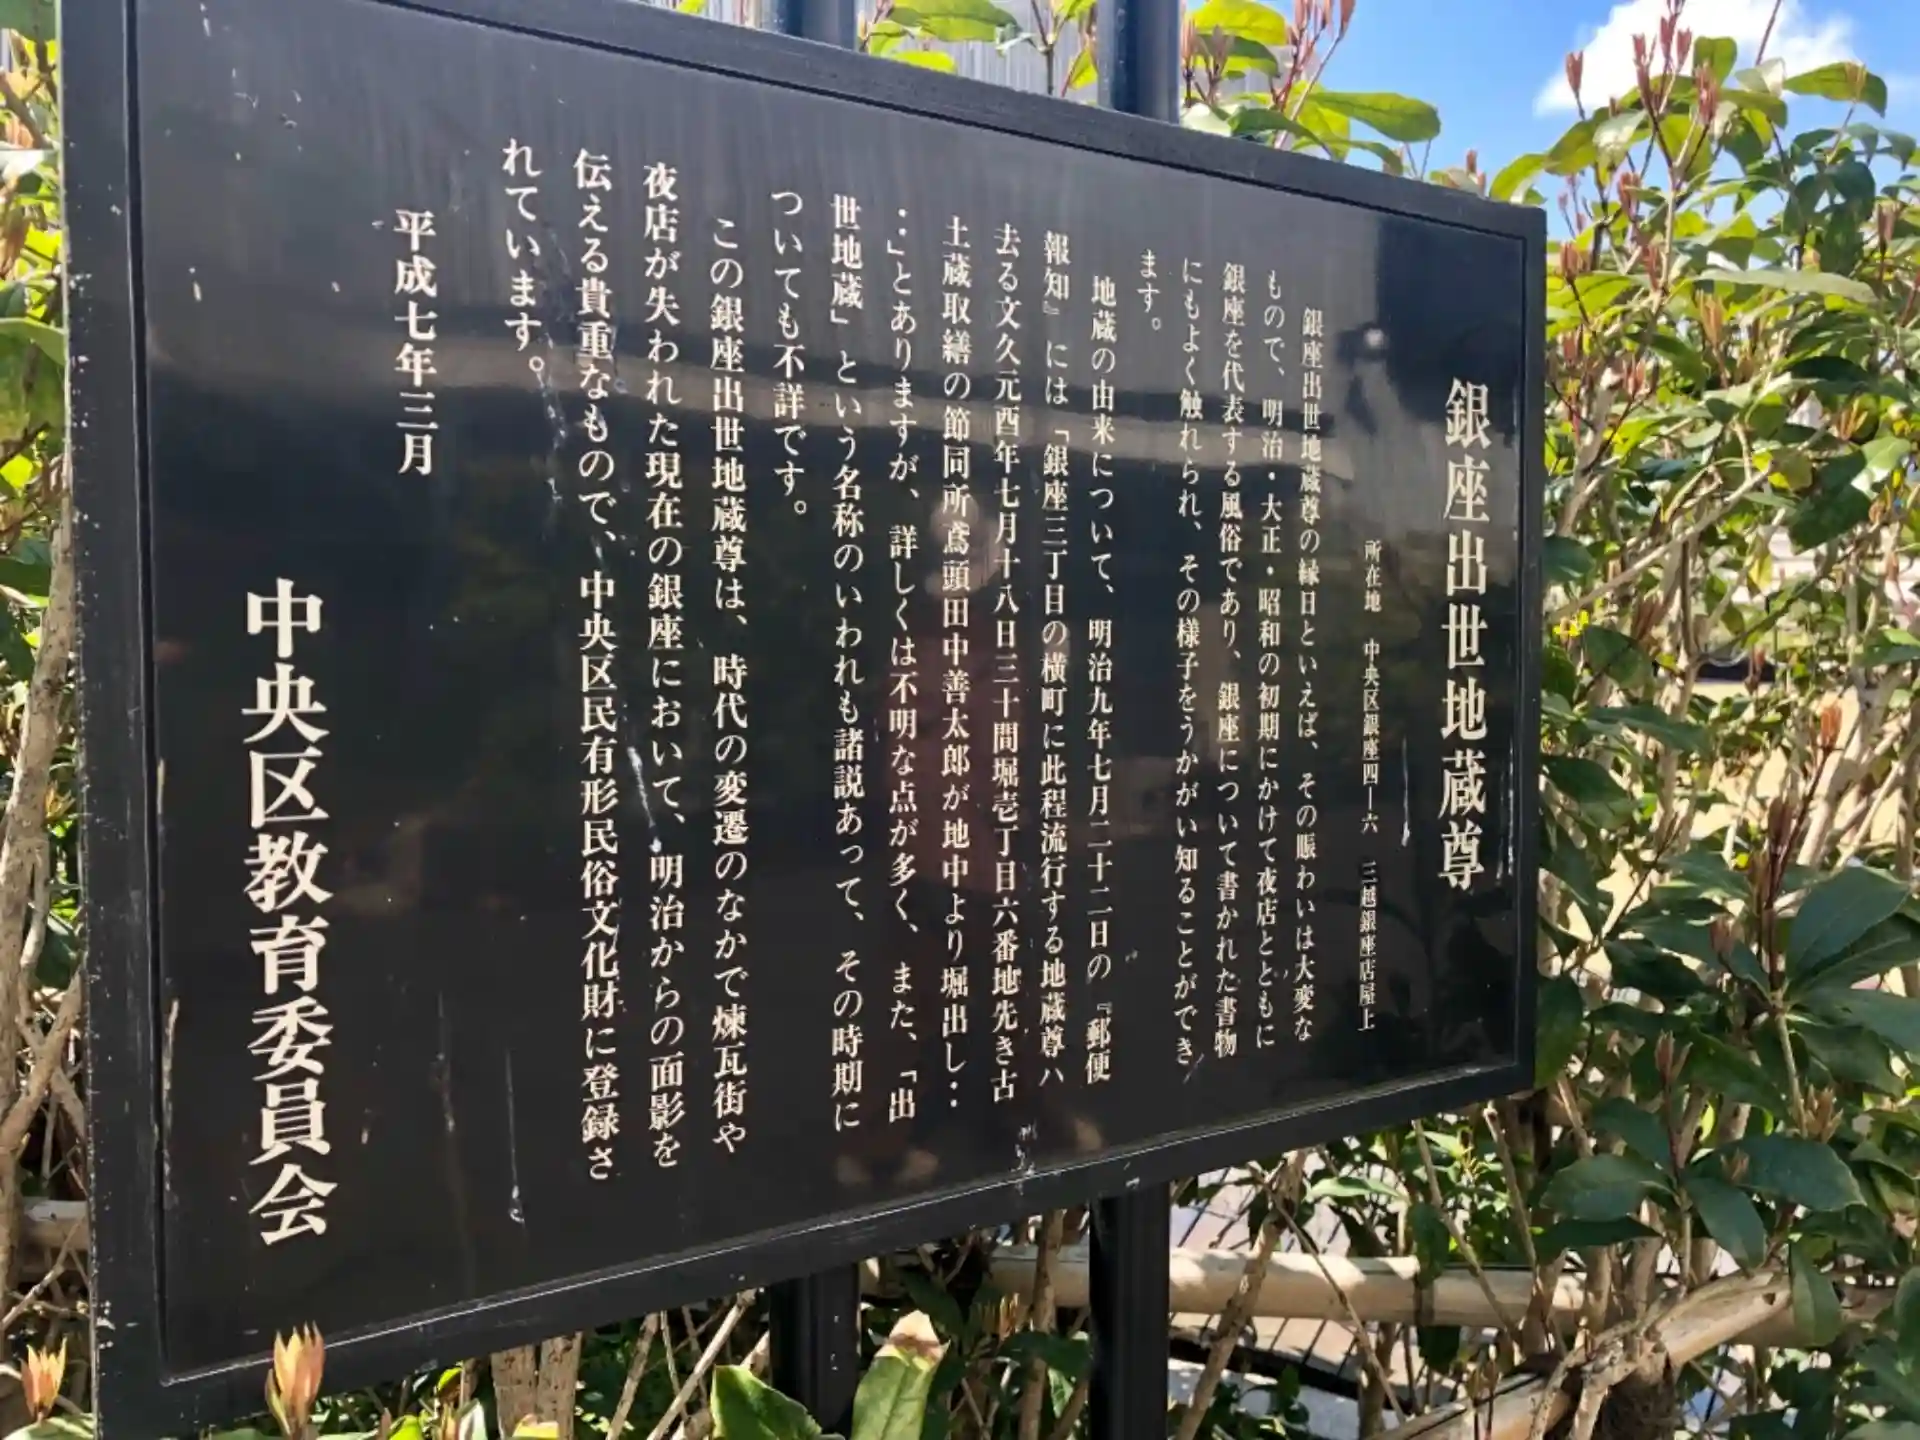 銀座出世地蔵尊
所在地　中央区銀座四―六　三越銀座店屋上
銀座出世地蔵尊の縁日といえば、その賑わいは大変な
もので、明治・大正・昭和の初期にかけて夜店とともに
銀座を代表する風俗であり、銀座について書かれた書物
にもよく触れられ、その様子をうかがい知ることができ
ます。
地蔵の由来について、明治九年七月二十二日の『郵便
報知』には「銀座三丁目の横町に此程流行する地蔵尊ハ
去る文久元酉年七月十八日三十間堀壱丁目六番地先き古
土蔵取繕の節同所鳶頭田中善太郎が地中より堀出し・・
・・」とありますが、詳しくは不明な点が多く、また、「出
世地蔵」という名称のいわれも諸説あって、その時期に
ついても不詳です。
この銀座出世地蔵尊は、時代の変遷のなかで煉瓦街や
夜店が失われた現在の銀座において、明治からの面影を
伝える貴重なもので、中央区民有形民俗文化財に登録さ
れています。
平成七年三月
中央区教育委員会